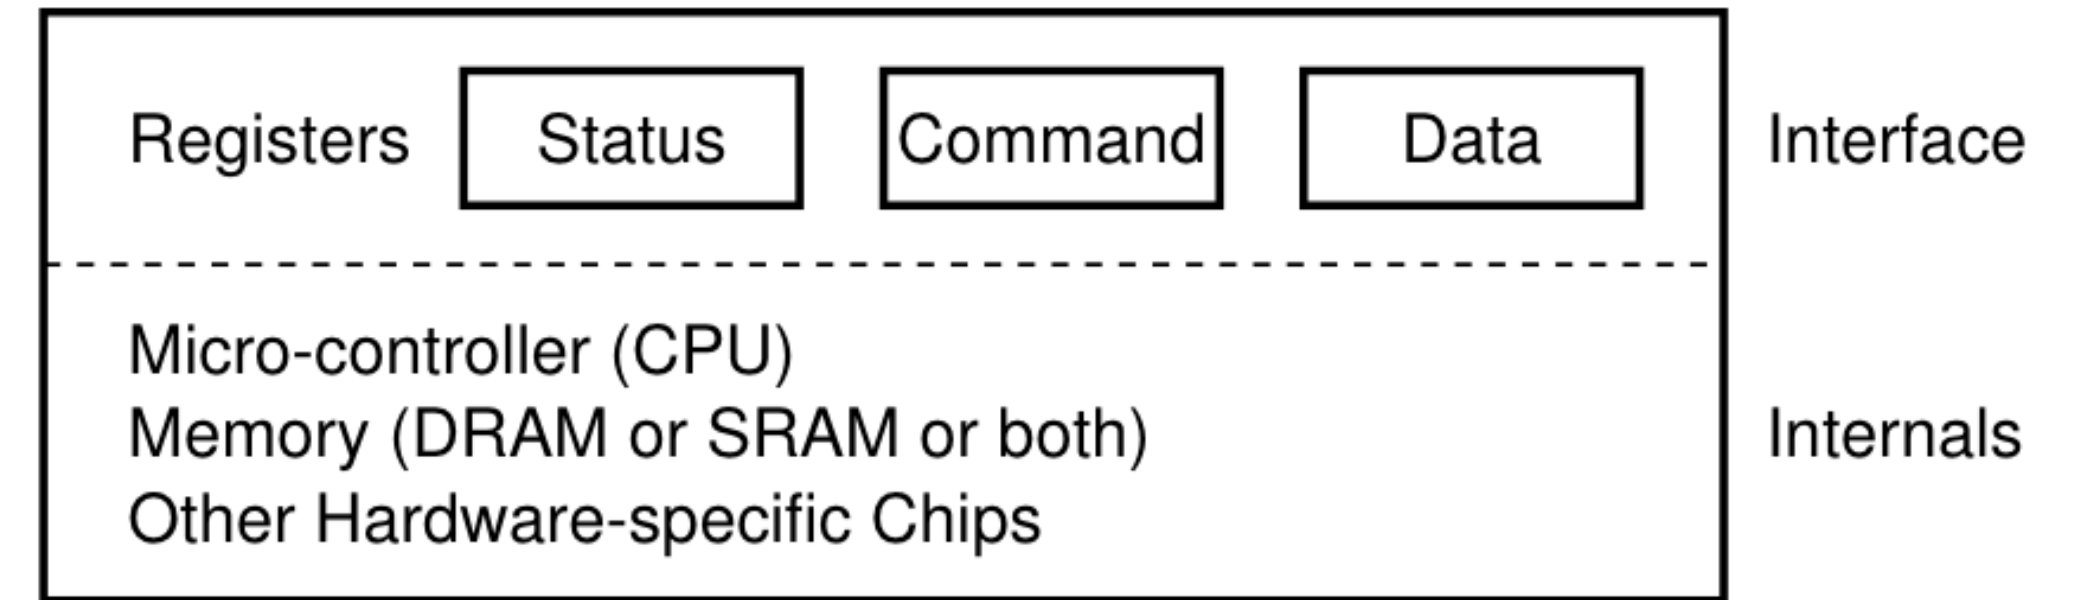 Registers Status Command Data Interface
Micro-controller (CPU)
Memory (DRAM or SRAM or both) Internals
Other Hardware-specific Chips